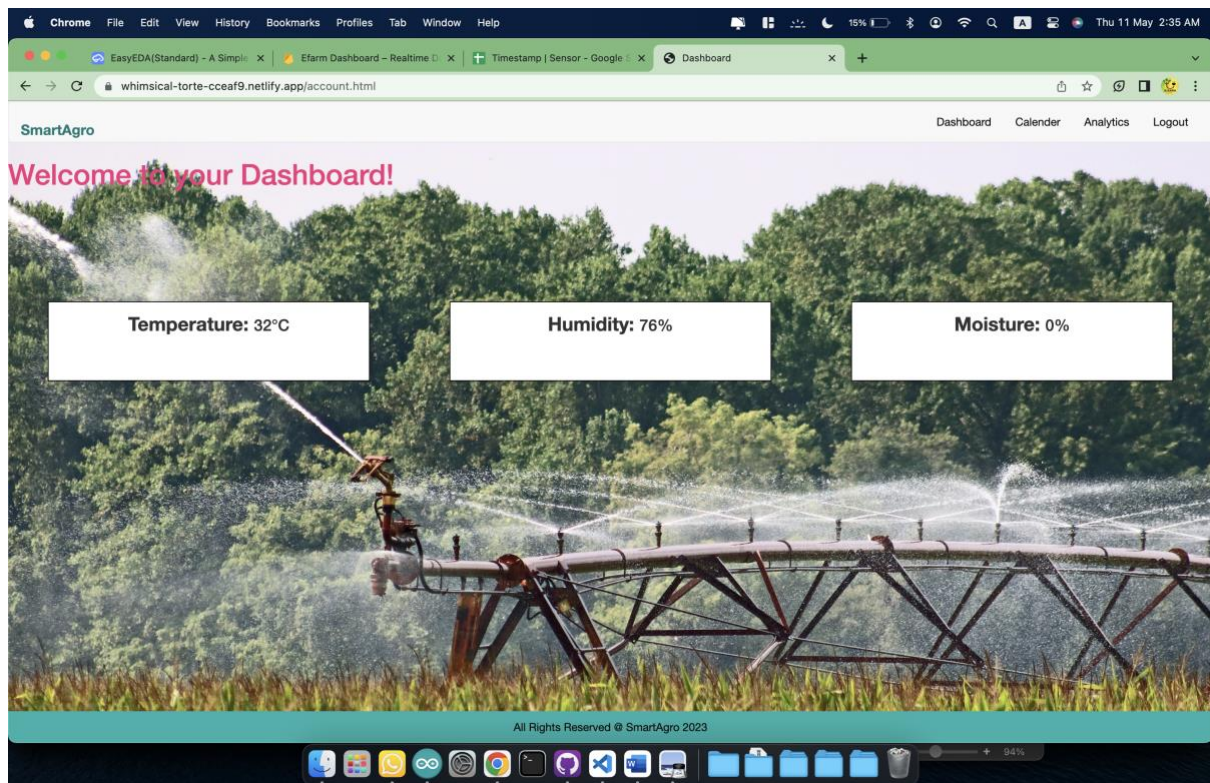 Chrome File Edit View History Bookmarks Profiles Tab Window Help 15% A Thu 11 May 2:35 AM
EasyEDA(Standard) - A Simple Efarm Dashboard – Realtime D Timestamp | Sensor - Google S Dashboard
whimsical-torte-cceaf9.netlify.app/account.html
SmartAgro Dashboard Calender Analytics Logout
Welcome to your Dashboard!
Temperature: 32°C Humidity: 76% Moisture: 0%
All Rights Reserved @ SmartAgro 2023
94%